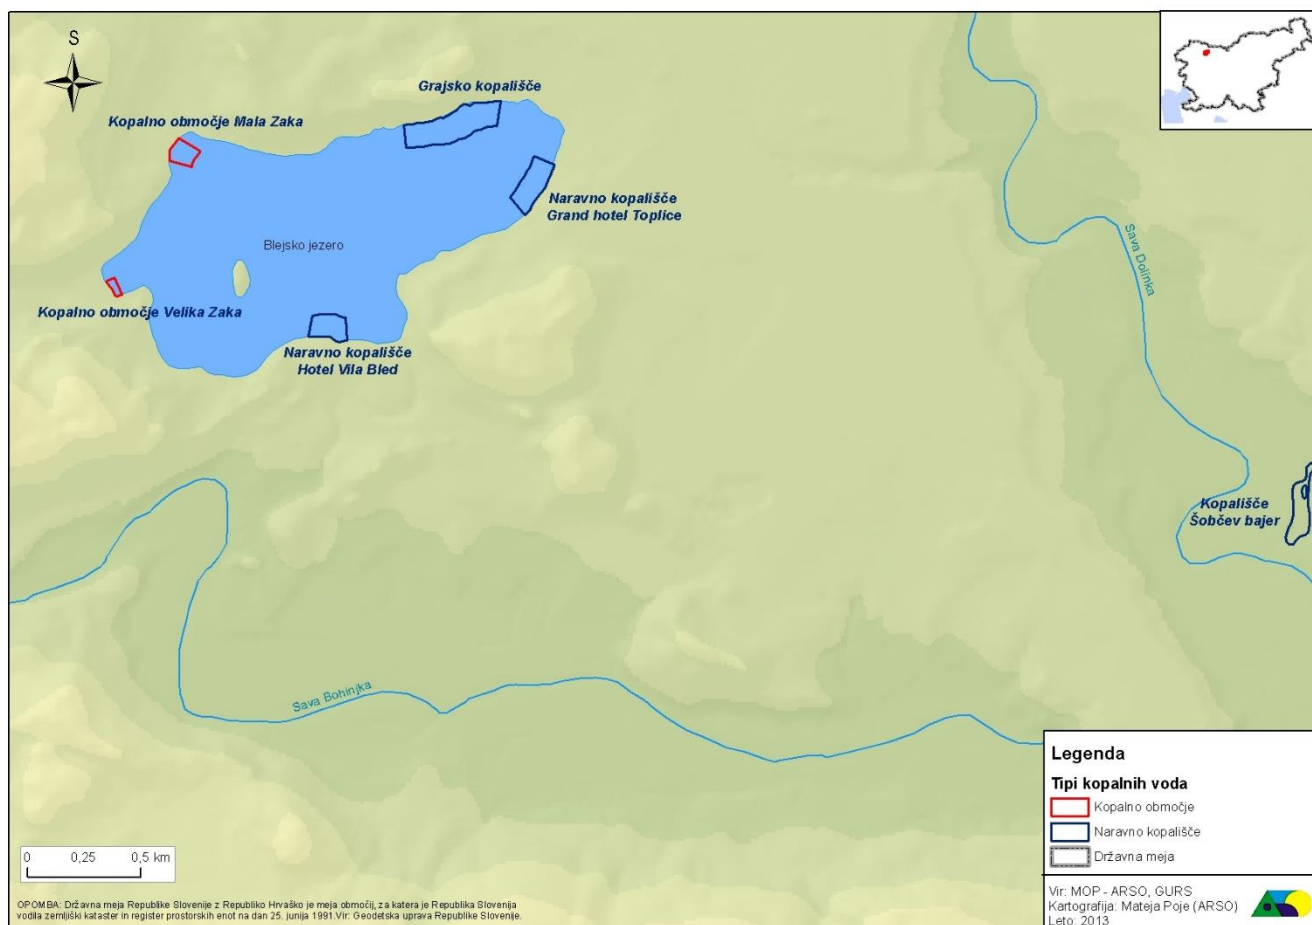 S
Grajsko kopališče
Kopalno območje Mala Zaka
Naravno kopališče
Grand hotel Toplice
Blejsko jezero
Sava Dolinka
Kopalno območje Velika Zaka
Naravno kopališče
Hotel Vila Bled
Kopališče
Šobčev bajer
Sava Bohinjka
Legenda
Tipi kopalnih voda
Kopalno območje
Naravno kopališče
Državna meja
0 0,25 0,5 km
OPOMBA: Državna meja Republike Slovenije z Republiko Hrvaško je meja območij, za katera je Republika Slovenija
vodila zemljiški kataster in register prostorskih enot na dan 25. junija 1991.Vir: Geodetska uprava Republike Slovenije.
Vir: MOP - ARSO, GURS
Kartografija: Mateja Poje (ARSO)
Leto: 2013